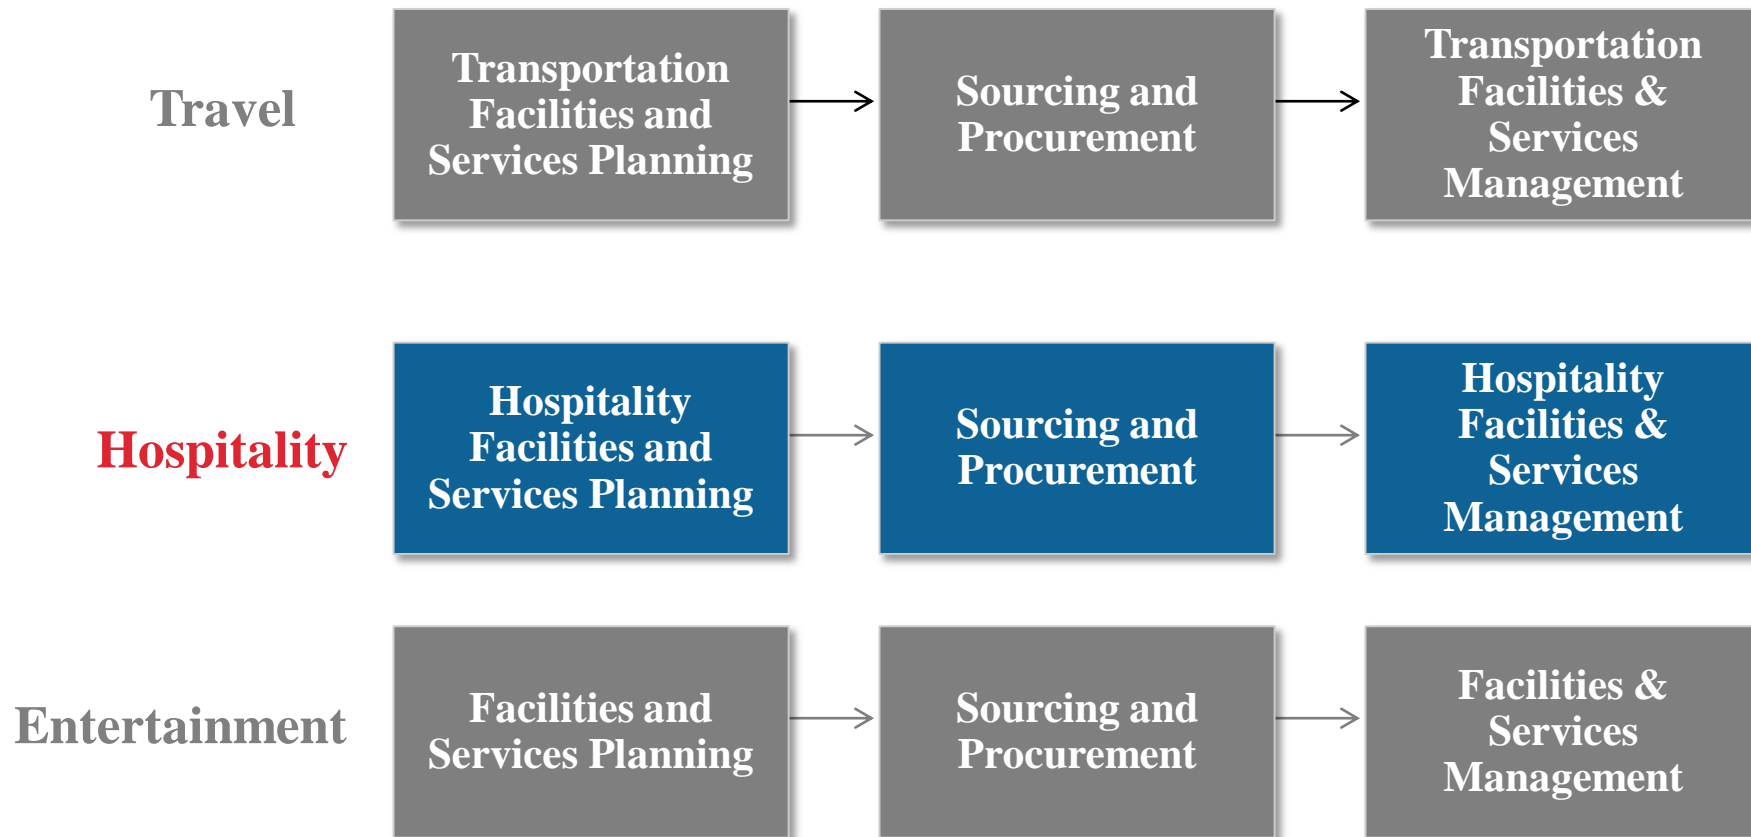 Travel
Transportation
Facilities and
Services Planning
Sourcing and
Procurement
Transportation
Facilities &
Services
Management
Hospitality
Hospitality
Facilities and
Services Planning
Sourcing and
Procurement
Hospitality
Facilities &
Services
Management
Entertainment
Facilities and
Services Planning
Sourcing and
Procurement
Facilities &
Services
Management